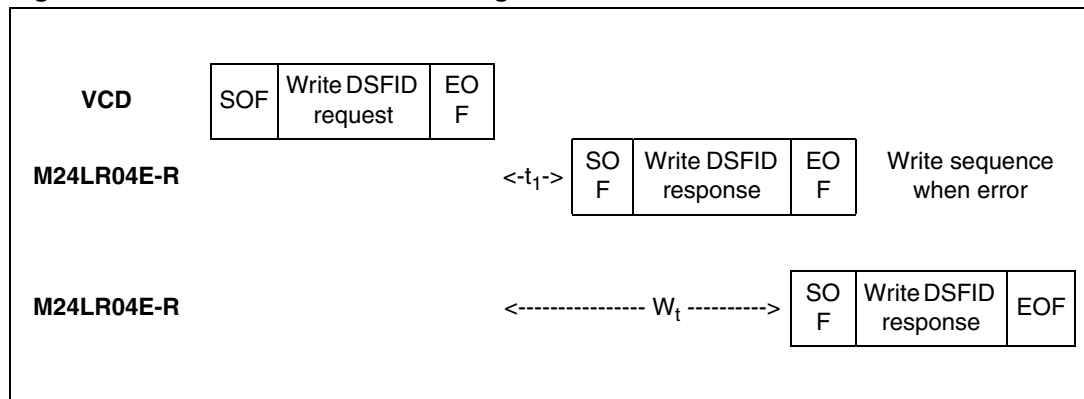 VCD
SOF
Write DSFID
request
EO
F
M24LR04E-R
<-t1->
SO
F
Write DSFID
response
EO
F
Write sequence
when error
M24LR04E-R
<---------------- Wt ---------->
SO
F
Write DSFID
response
EOF